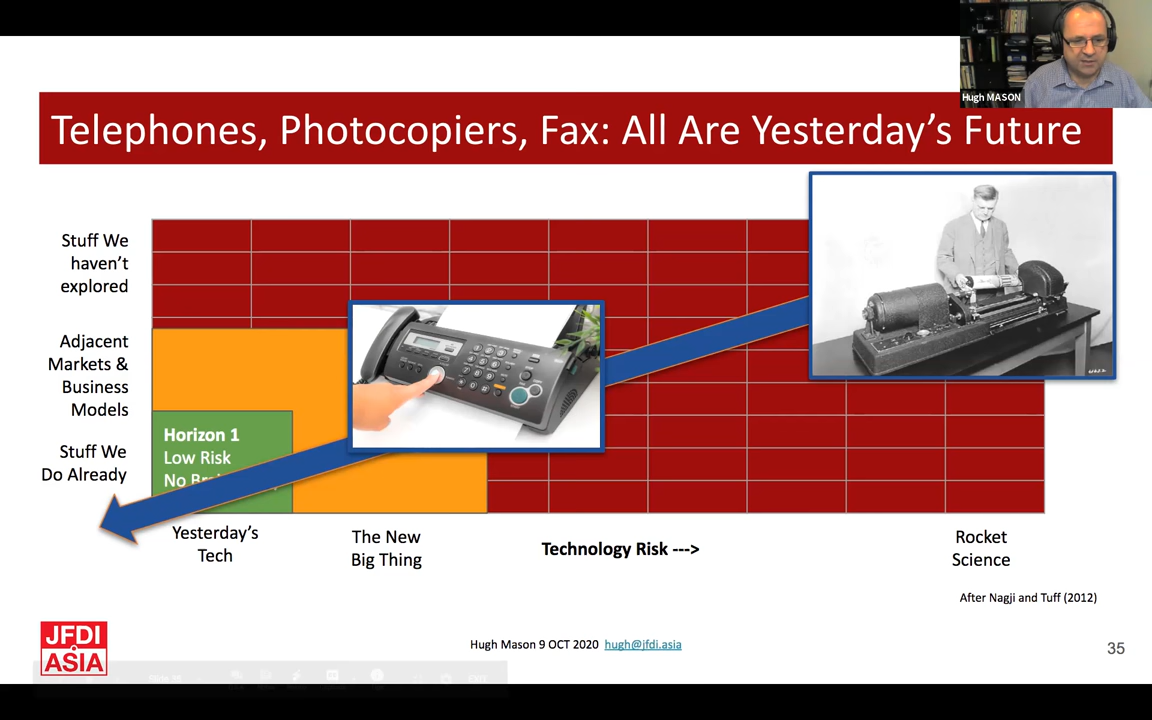 Hugh MASON
Telephones, Photocopiers, Fax: All Are Yesterday's Future
Stuff We
haven't
explored
Adjacent
Markets &
Business
Models
Stuff We
Do Already
Horizon 1
Low Risk
No
Yesterday's
Tech
The New
Big Thing
Technology Risk --->
Rocket
Science
After Nagji and Tuff (2012)
JFDI
ASIA
Hugh Mason 9 OCT 2020 hugh@jfdi.asia
35